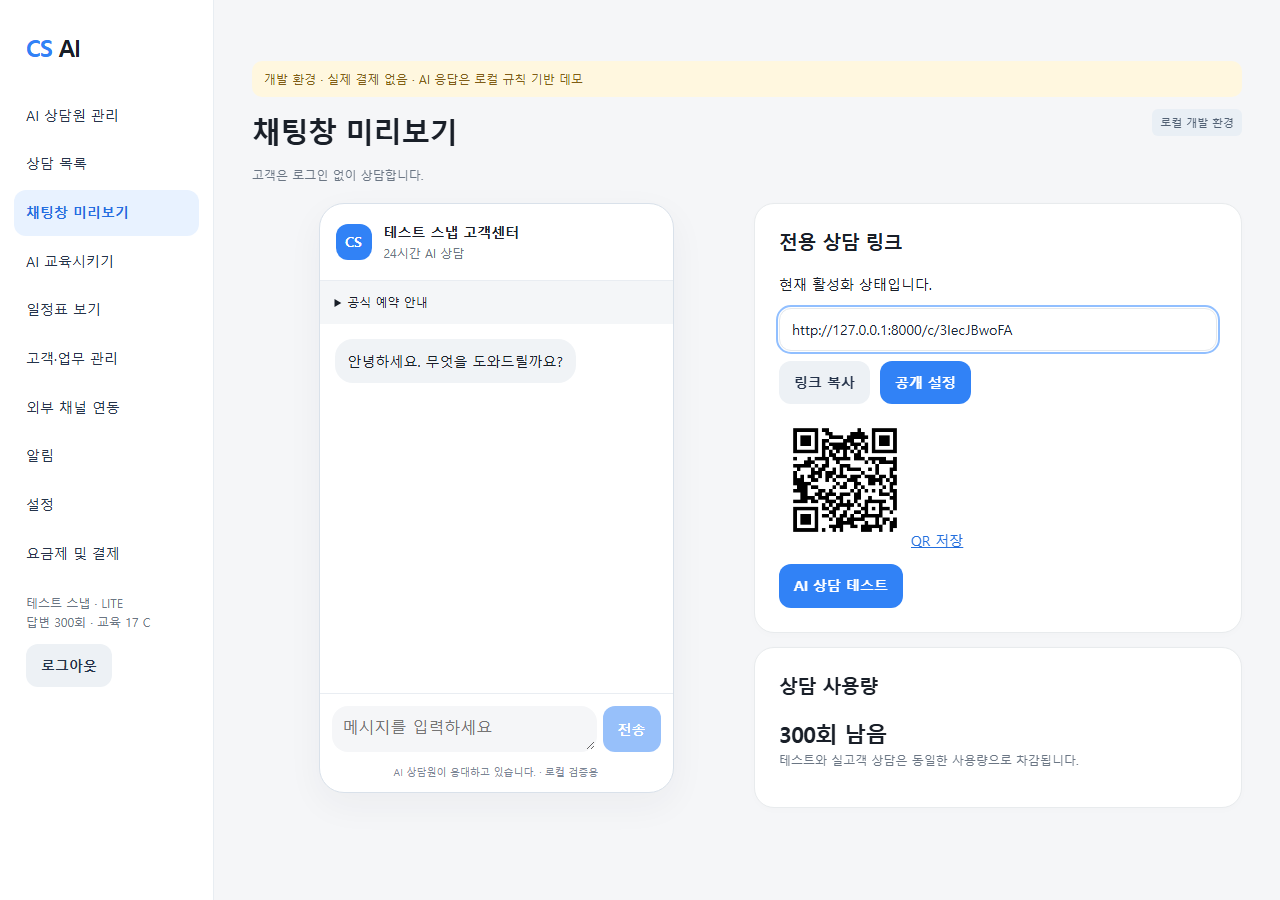 CS AI
AI 상담원 관리
상담 목록
채팅창 미리보기
AI 교육시키기
일정표 보기
고객·업무 관리
외부 채널 연동
알림
설정
요금제 및 결제
테스트 스냅 · LITE
답변 300회 · 교육 17 C
로그아웃
개발 환경 · 실제 결제 없음 · AI 응답은 로컬 규칙 기반 데모
채팅창 미리보기
로컬 개발 환경
고객은 로그인 없이 상담합니다.
CS
테스트 스냅 고객센터
24시간 AI 상담
▶ 공식 예약 안내
안녕하세요. 무엇을 도와드릴까요?
메시지를 입력하세요
전송
AI 상담원이 응대하고 있습니다. · 로컬 검증용
전용 상담 링크
현재 활성화 상태입니다.
http://127.0.0.1:8000/c/3IecJBwoFA
링크 복사
공개 설정
QR 저장
AI 상담 테스트
상담 사용량
300회 남음
테스트와 실고객 상담은 동일한 사용량으로 차감됩니다.